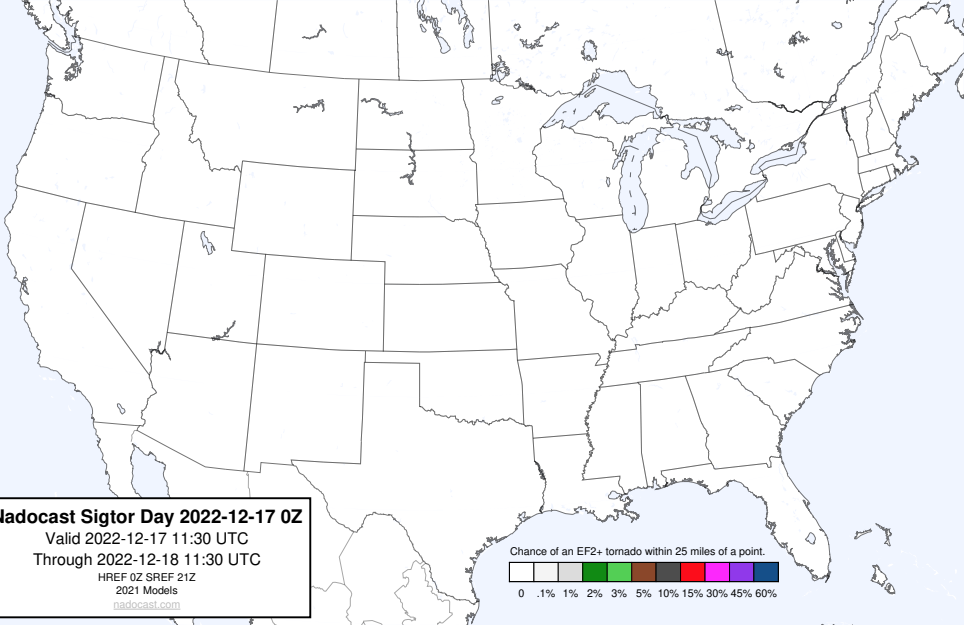 Nadocast Sigtor Day 2022-12-17 0Z
Valid 2022-12-17 11:30 UTC
Through 2022-12-18 11:30 UTC
HREF 0Z SREF 21Z
2021 Models
nadocast.com
Chance of an EF2+ tornado within 25 miles of a point.
0 .1% 1% 2% 3% 5% 10% 15% 30% 45% 60%